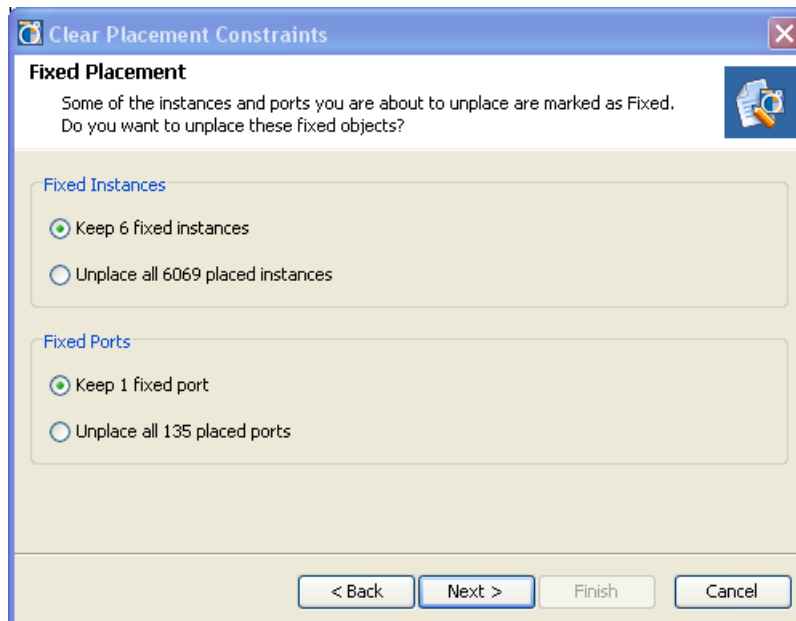 Clear Placement Constraints
Fixed Placement
Some of the instances and ports you are about to unplace are marked as Fixed.
Do you want to unplace these fixed objects?
Fixed Instances
Keep 6 fixed instances
Unplace all 6069 placed instances
Fixed Ports
Keep 1 fixed port
Unplace all 135 placed ports
< Back Next > Finish Cancel